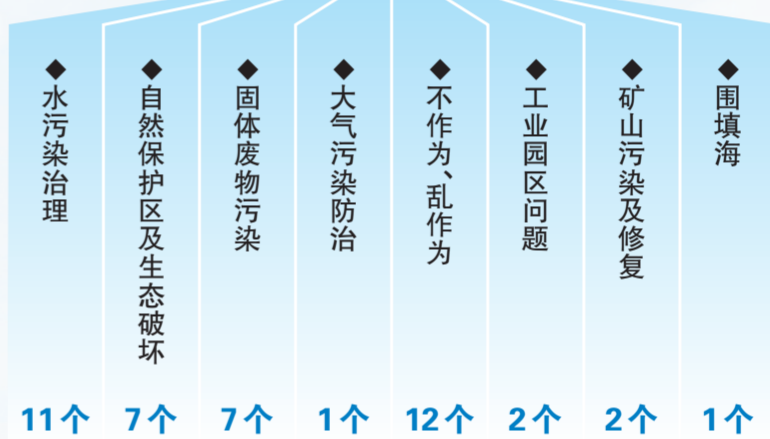 ◆水污染治理
11个
◆自然保护区及生态破坏
7个
◆固体废物污染
7个
◆大气污染防治
1个
◆不作为、乱作为
12个
◆工业园区问题
2个
◆矿山污染及修复
2个
◆围填海
1个